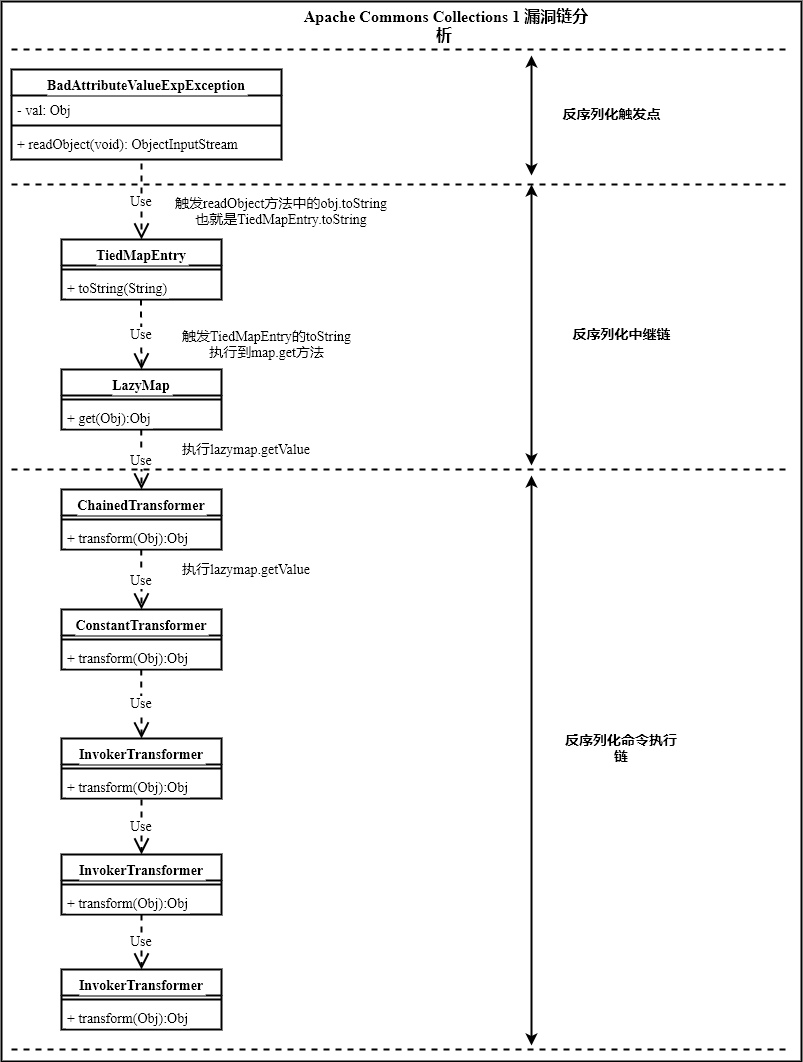 Apache Commons Collections 1 漏洞链分
析
BadAttributeValueExpException
- val: Obj
+ readObject(void): ObjectInputStream
反序列化触发点
Use
触发readObject方法中的obj.toString
也就是TiedMapEntry.toString
TiedMapEntry
+ toString(String)
Use
触发TiedMapEntry的toString
执行到map.get方法
反序列化中继链
LazyMap
+ get(Obj):Obj
执行lazymap.getValue
Use
ChainedTransformer
+ transform(Obj):Obj
执行lazymap.getValue
Use
ConstantTransformer
+ transform(Obj):Obj
Use
反序列化命令执行
链
InvokerTransformer
+ transform(Obj):Obj
Use
InvokerTransformer
+ transform(Obj):Obj
Use
InvokerTransformer
+ transform(Obj):Obj